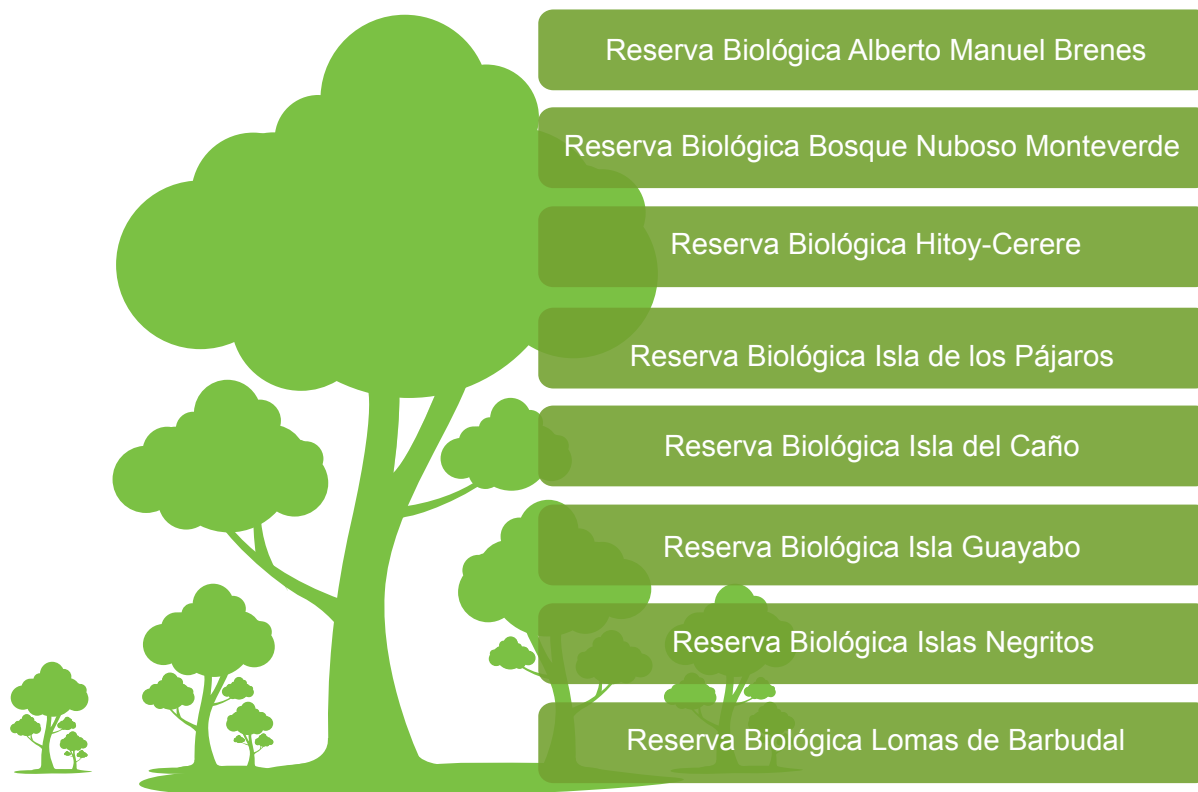 Reserva Biológica Alberto Manuel Brenes
Reserva Biológica Bosque Nuboso Monteverde
Reserva Biológica Hitoy-Cerere
Reserva Biológica Isla de los Pájaros
Reserva Biológica Isla del Caño
Reserva Biológica Isla Guayabo
Reserva Biológica Islas Negritos
Reserva Biológica Lomas de Barbudal